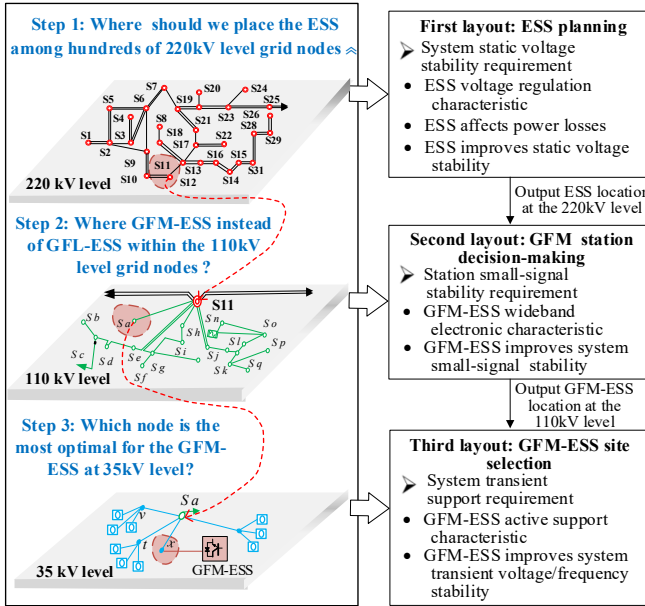 Step 1: Where should we place the ESS
among hundreds of 220kV level grid nodes
S1
S2
S3
S4
S5
S6
S7
S8
S9
S10
S11
S12
S13
S14
S15
S16
S17
S18
S19
S20
S21
S22
S23
S24
S25
S26
S28
S29
S31
220 kV level
Step 2: Where GFM-ESS instead
of GFL-ESS within the 110kV
level grid nodes ?
S11
Sa
Sb
Sc
Sd
Se
Sf
Sg
Sh
Si
Sj
Sk
Sl
Sn
So
Sp
Sq
110 kV level
Step 3: Which node is the
most optimal for the GFM-
ESS at 35kV level?
Sa
v
t
x
GFM-ESS
35 kV level
First layout: ESS planning
➢ System static voltage
stability requirement
• ESS voltage regulation
characteristic
• ESS affects power losses
• ESS improves static voltage
stability
Output ESS location
at the 220kV level
Second layout: GFM station
decision-making
➢ Station small-signal
stability requirement
• GFM-ESS wideband
electronic characteristic
• GFM-ESS improves system
small-signal stability
Output GFM-ESS
location at the
110kV level
Third layout: GFM-ESS site
selection
➢ System transient
support requirement
• GFM-ESS active support
characteristic
• GFM-ESS improves system
transient voltage/frequency
stability